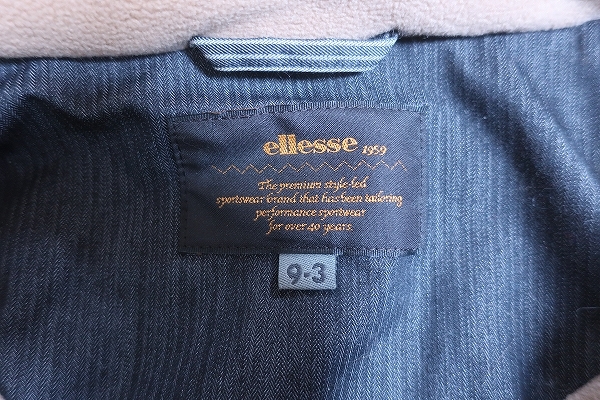 ellesse 1959
The premium style-led
sportswear brand that has been tailoring
performance sportswear
for over 40 years.
9-3